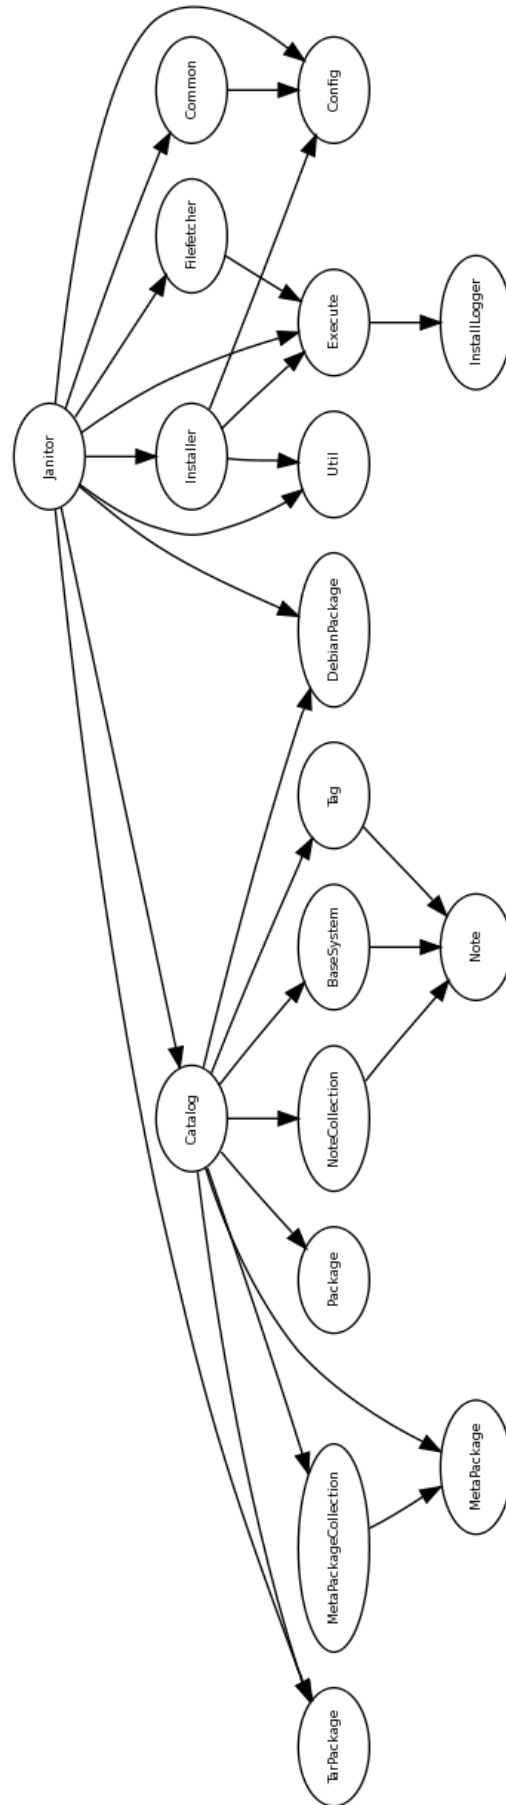 Janitor
Common
Filefetcher
Installer
Catalog
Config
Execute
Util
DebianPackage
Tag
BaseSystem
NoteCollection
Package
MetaPackageCollection
TarPackage
InstallLogger
Note
MetaPackage